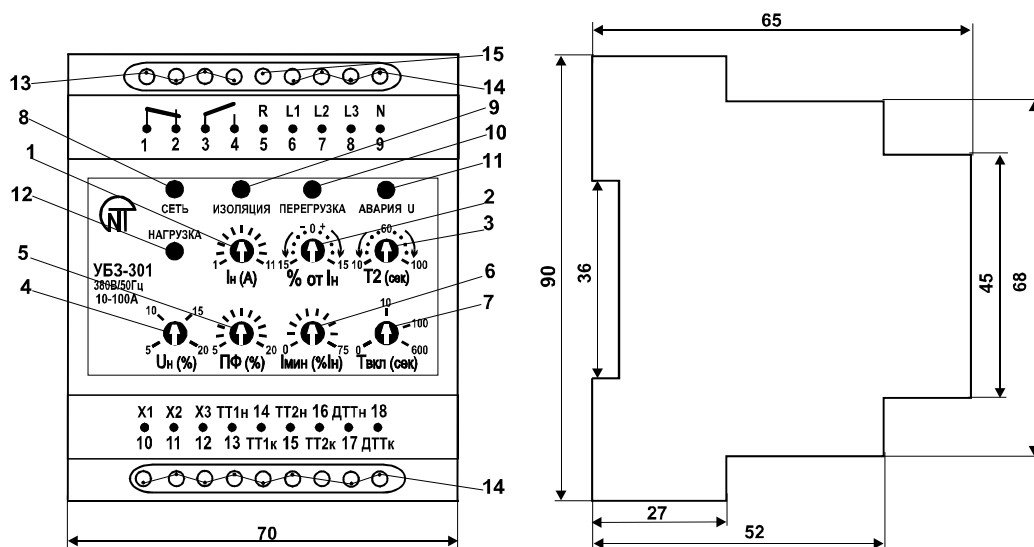 65
13
15
14
8
9
10
1
11
12
2
3
5
6
4
7
R L1 L2 L3 N
1 2 3 4 5 6 7 8 9
СЕТЬ ИЗОЛЯЦИЯ ПЕРЕГРУЗКА АВАРИЯ U
NT
НАГРУЗКА
УБЗ-301
380В/50Гц
10-100А
1 11
Iн (А)
− 0 +
15 15
% от Iн
60
10 100
Т2 (сек)
10 15
5 20
Uн (%)
5 20
ПФ (%)
0 75
Iмин (%Iн)
10
100
0 600
Твкл (сек)
X1 X2 X3 ТТ1н 14 ТТ2н 16 ДТТн 18
10 11 12 13 ТТ1к 15 ТТ2к 17 ДТТк
14
70
90
36
45
68
27
52